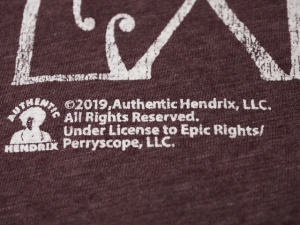 AUTHENTIC
HENDRIX
©2019, Authentic Hendrix, LLC.
All Rights Reserved.
Under License to Epic Rights/
Perryscope, LLC.